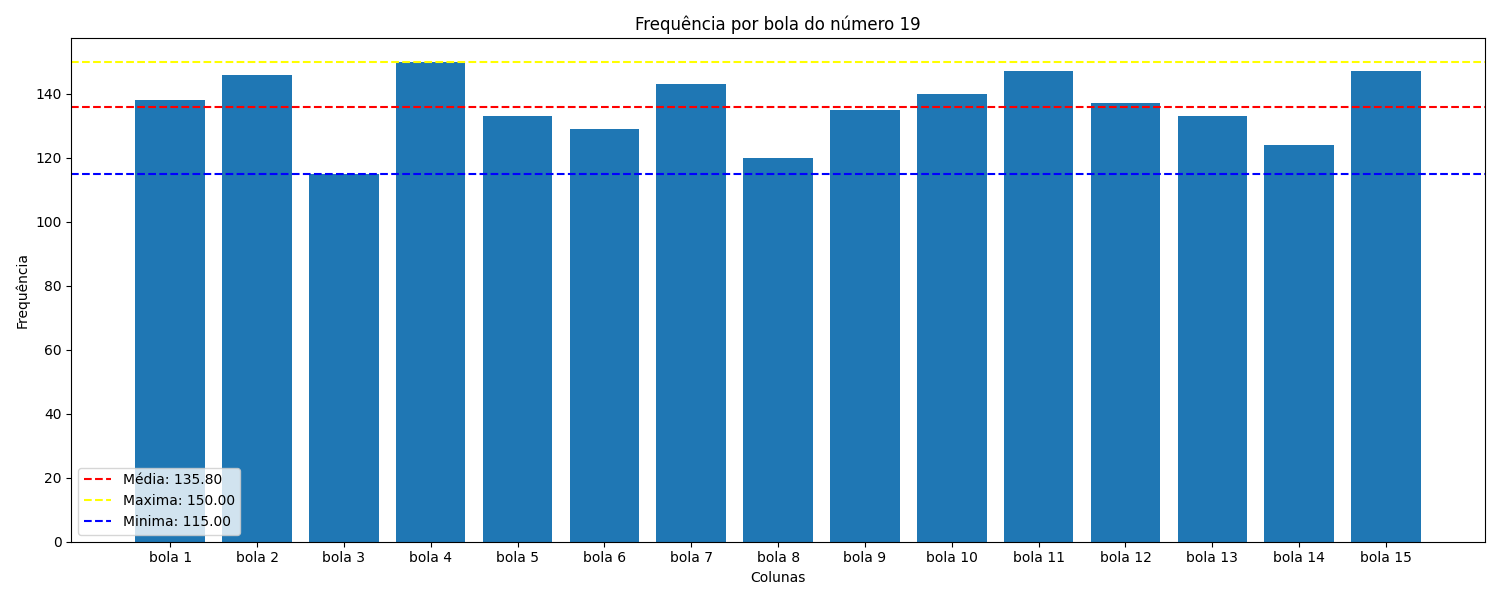 Frequência por bola do número 19
Frequência
140
120
100
80
60
40
20
0
Média: 135.80
Maxima: 150.00
Minima: 115.00
bola 1 bola 2 bola 3 bola 4 bola 5 bola 6 bola 7 bola 8 bola 9 bola 10 bola 11 bola 12 bola 13 bola 14 bola 15
Colunas